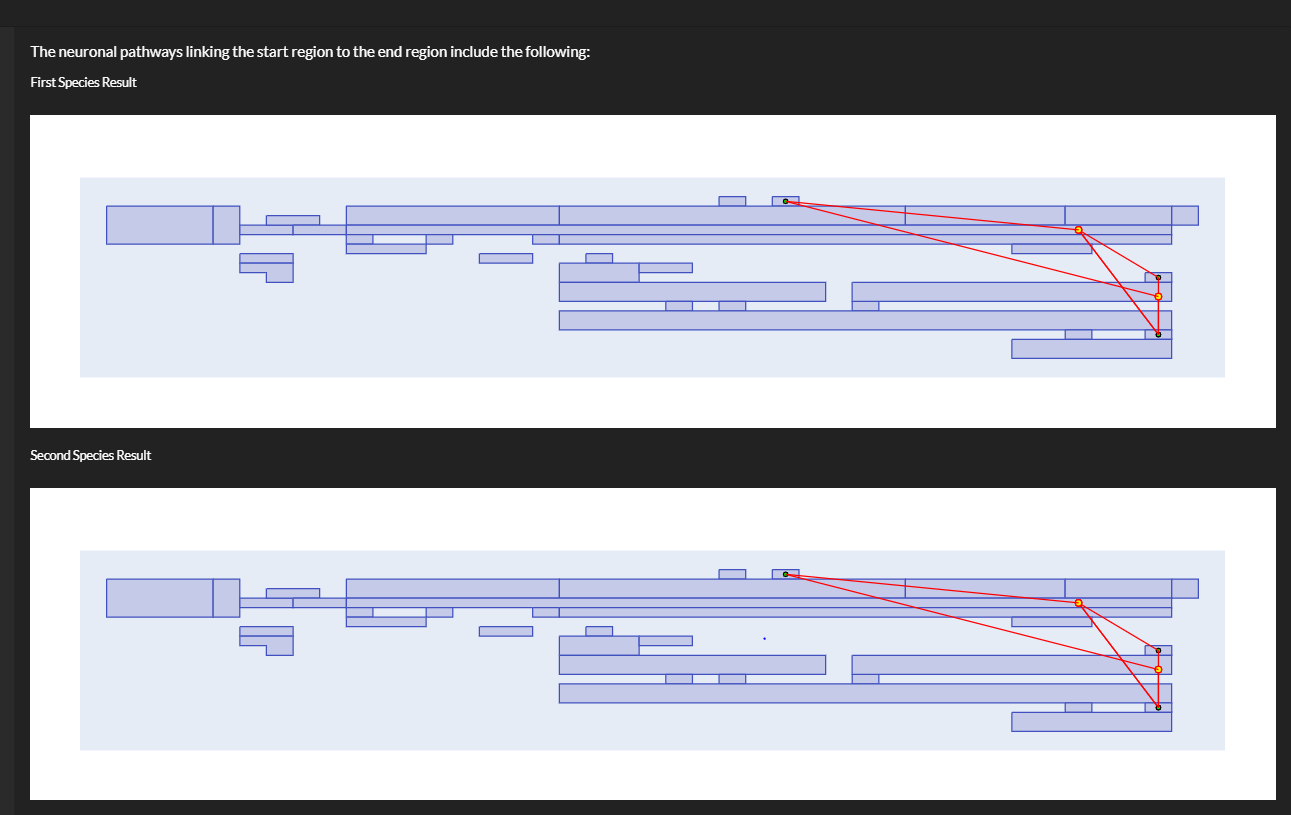 The neuronal pathways linking the start region to the end region include the following:
First Species Result
Second Species Result